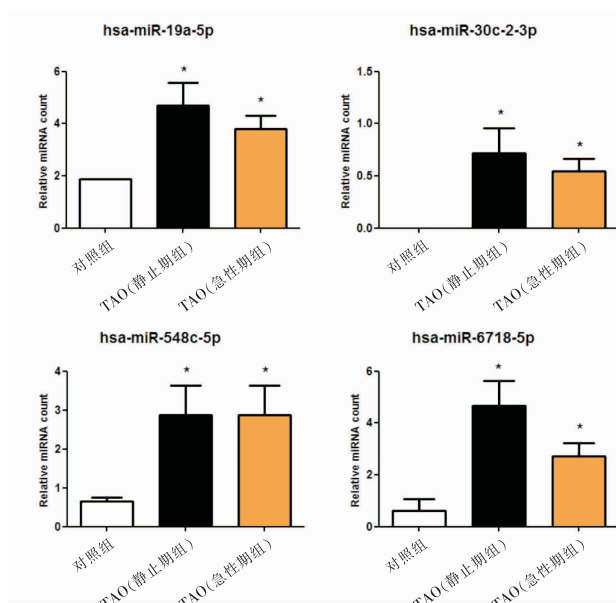 hsa-miR-19a-5p
Relative miRNA count
6
4
2
0
*
*
对照组
TAO(静止期组)
TAO(急性期组)
hsa-miR-30c-2-3p
Relative miRNA count
1.5
1.0
0.5
0.0
*
*
对照组
TAO(静止期组)
TAO(急性期组)
hsa-miR-548c-5p
Relative miRNA count
4
3
2
1
0
*
*
对照组
TAO(静止期组)
TAO(急性期组)
hsa-miR-6718-5p
Relative miRNA count
6
4
2
0
*
*
对照组
TAO(静止期组)
TAO(急性期组)